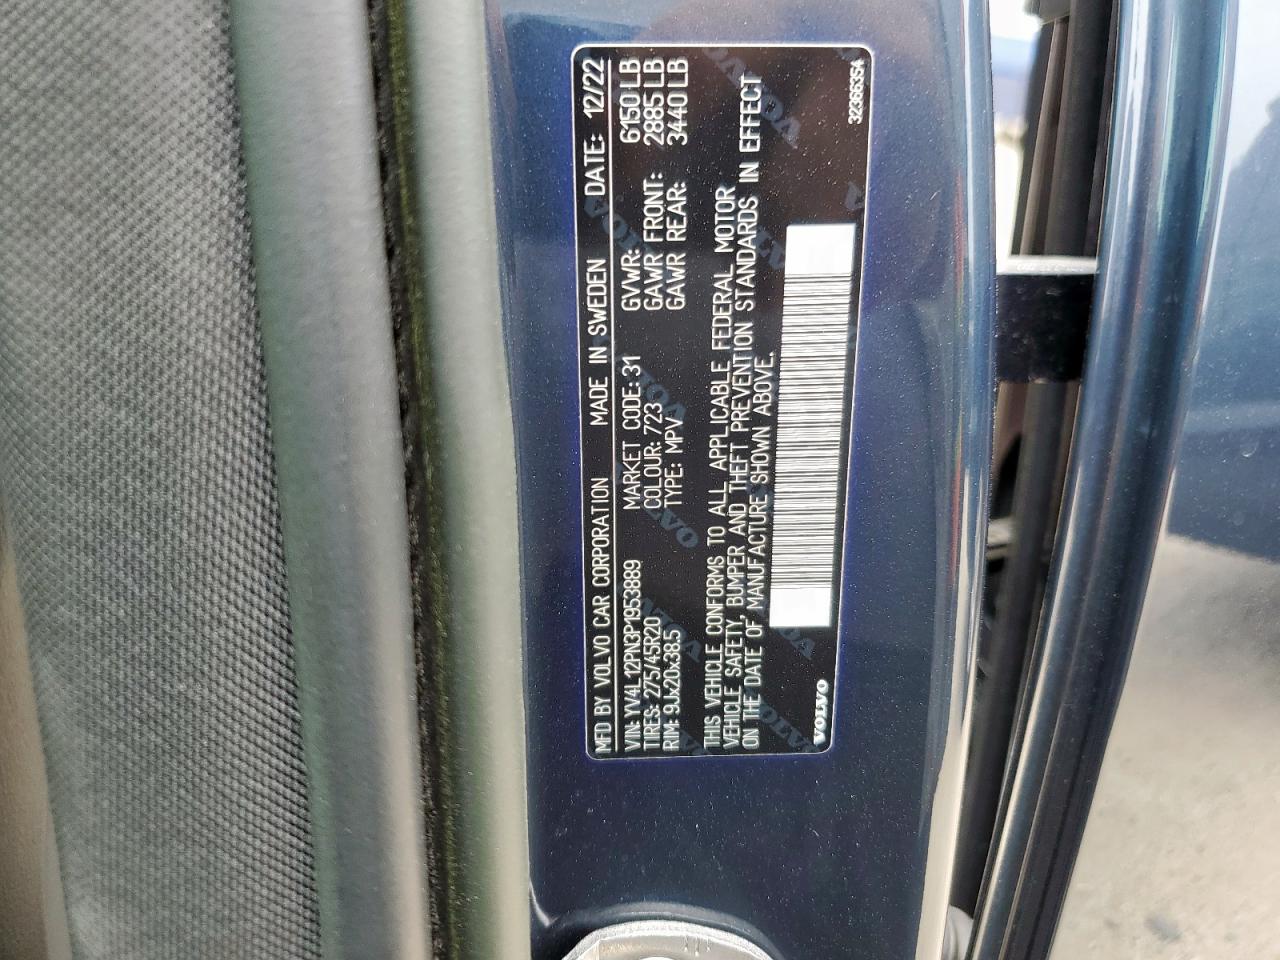 MFD BY VOLVO CAR CORPORATION MADE IN SWEDEN DATE: 12/22
VIN: YV4L12PN3P1953889 MARKET CODE: 31 GVWR: 6150 LB
TIRES: 275/45R20 COLOUR: 723 GAWR FRONT: 2885 LB
RIM: 9Jx20x38.5 TYPE: MPV GAWR REAR: 3440 LB
THIS VEHICLE CONFORMS TO ALL APPLICABLE FEDERAL MOTOR
VEHICLE SAFETY, BUMPER AND THEFT PREVENTION STANDARDS IN EFFECT
ON THE DATE OF MANUFACTURE SHOWN ABOVE.
VOLVO 32366354